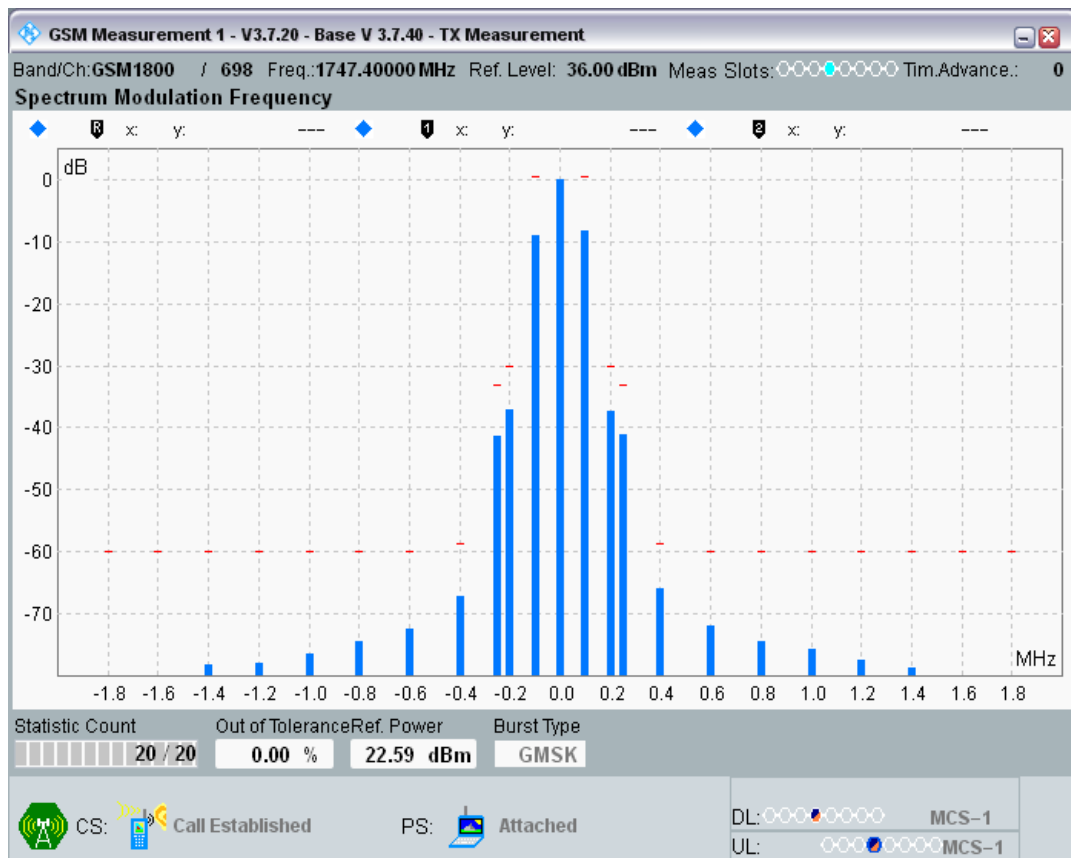 GSM Measurement 1 - V3.7.20 - Base V 3.7.40 - TX Measurement
Band/Ch:GSM1800 / 698 Freq.:1747.40000 MHz Ref. Level: 36.00 dBm Meas Slots: Tim.Advance.: 0
Spectrum Modulation Frequency
R x: y: --- 1 x: y: --- 2 x: y: ---
dB
0
-10
-20
-30
-40
-50
-60
-70
MHz
-1.8 -1.6 -1.4 -1.2 -1.0 -0.8 -0.6 -0.4 -0.2 0.0 0.2 0.4 0.6 0.8 1.0 1.2 1.4 1.6 1.8
Statistic Count Out of Tolerance Ref. Power Burst Type
20 / 20 0.00 % 22.59 dBm GMSK
CS: Call Established PS: Attached
DL: MCS-1
UL: MCS-1